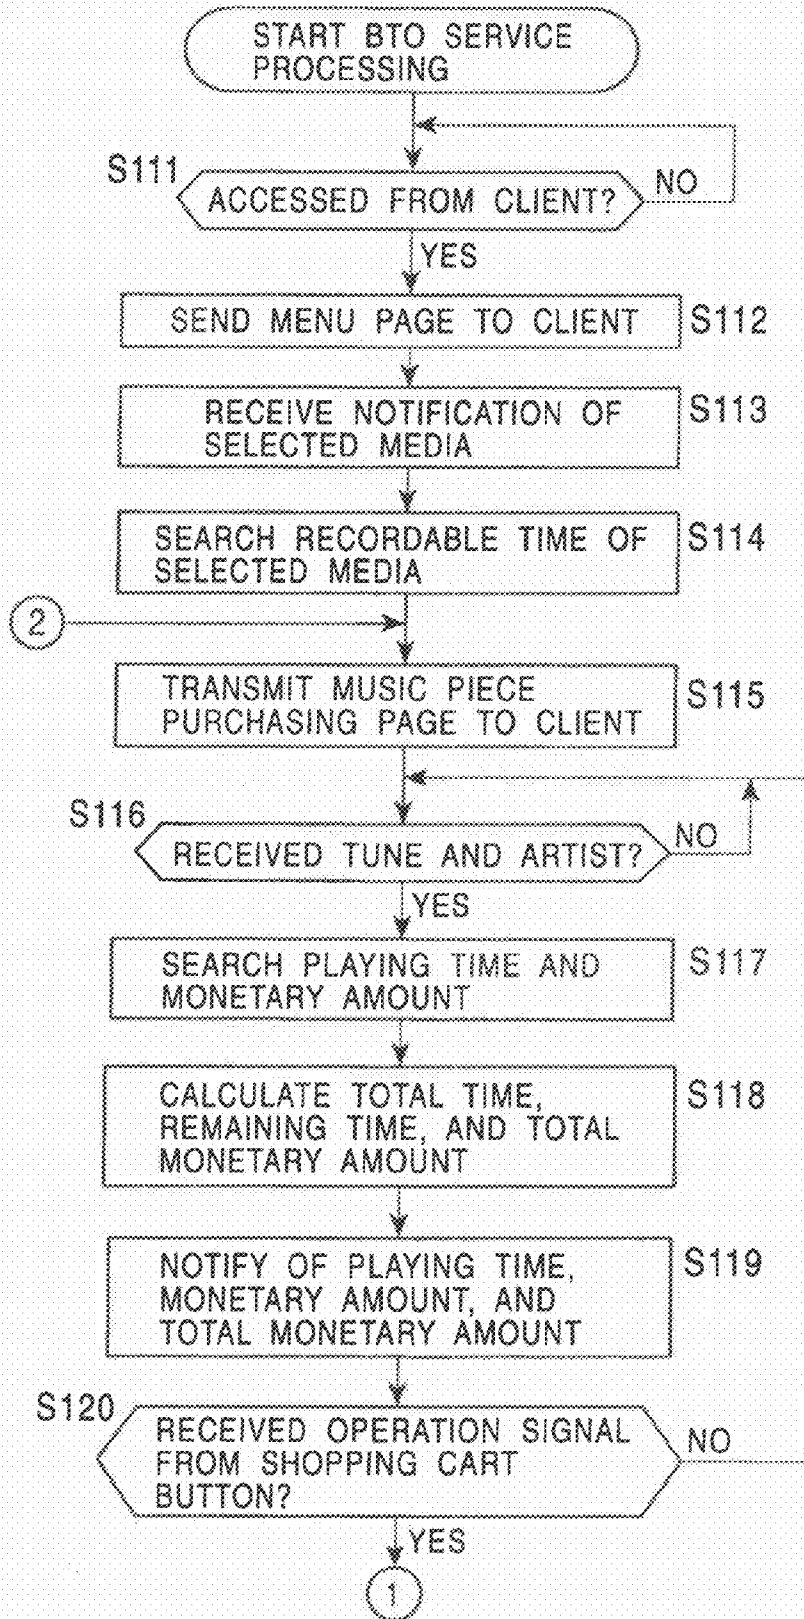 START BTO SERVICE
PROCESSING
S111
ACCESSED FROM CLIENT?
NO
YES
SEND MENU PAGE TO CLIENT
S112
RECEIVE NOTIFICATION OF
SELECTED MEDIA
S113
SEARCH RECORDABLE TIME OF
SELECTED MEDIA
S114
2
TRANSMIT MUSIC PIECE
PURCHASING PAGE TO CLIENT
S115
S116
RECEIVED TUNE AND ARTIST?
NO
YES
SEARCH PLAYING TIME AND
MONETARY AMOUNT
S117
CALCULATE TOTAL TIME,
REMAINING TIME, AND TOTAL
MONETARY AMOUNT
S118
NOTIFY OF PLAYING TIME,
MONETARY AMOUNT, AND
TOTAL MONETARY AMOUNT
S119
S120
RECEIVED OPERATION SIGNAL
FROM SHOPPING CART
BUTTON?
NO
YES
1